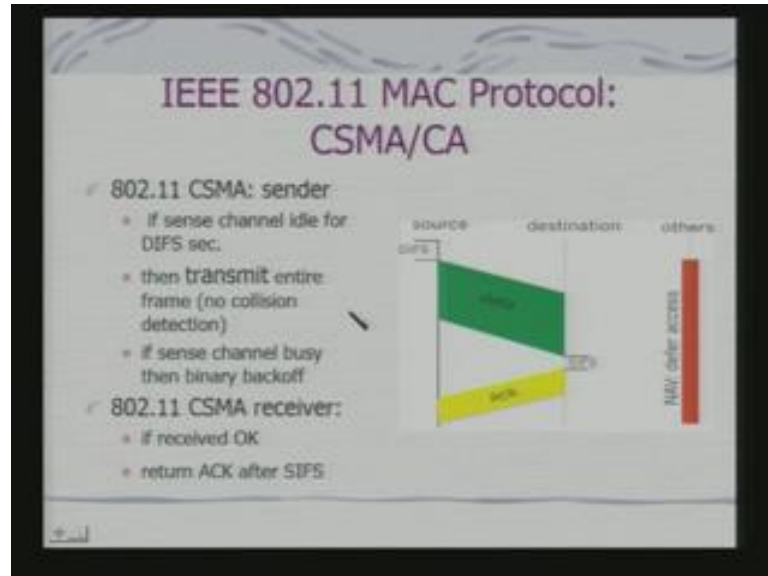 IEEE 802.11 MAC Protocol:
CSMA/CA
802.11 CSMA: sender
if sense channel idle for
DIFS sec.
then transmit entire
frame (no collision
detection)
if sense channel busy
then binary backoff
802.11 CSMA receiver:
if received OK
return ACK after SIFS
source destination others
DIFS
data
SIFS
ACK
NAV: defer access